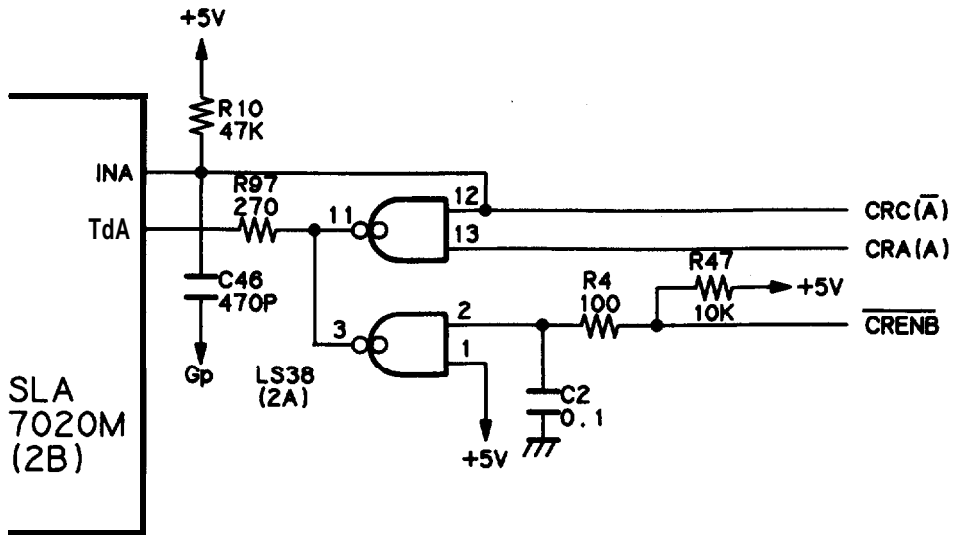 +5V
R10
47K
INA
R97
270
12
CRC(A̅)
11
TdA
13
CRA(A)
R47
C46
470P
R4
100
+5V
10K
2
3
CRENB
1
Gp
LS38
(2A)
SLA
7020M
(2B)
C2
0.1
+5V